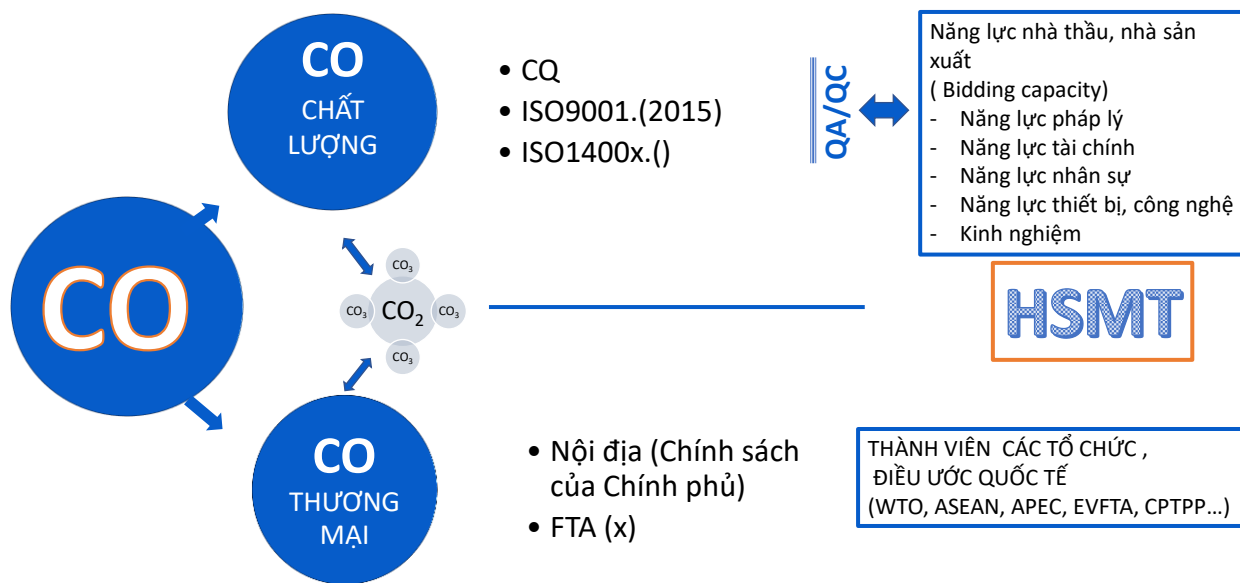 CO
CO
CHẤT
LƯỢNG
• CQ
• ISO9001.(2015)
• ISO1400x.()
QA/QC
Năng lực nhà thầu, nhà sản
xuất
( Bidding capacity)
- Năng lực pháp lý
- Năng lực tài chính
- Năng lực nhân sự
- Năng lực thiết bị, công nghệ
- Kinh nghiệm
CO₃
CO₃
CO₂
CO₃
CO₃
HSMT
CO
THƯƠNG
MẠI
• Nội địa (Chính sách
của Chính phủ)
• FTA (x)
THÀNH VIÊN CÁC TỔ CHỨC ,
ĐIỀU ƯỚC QUỐC TẾ
(WTO, ASEAN, APEC, EVFTA, CPTPP...)